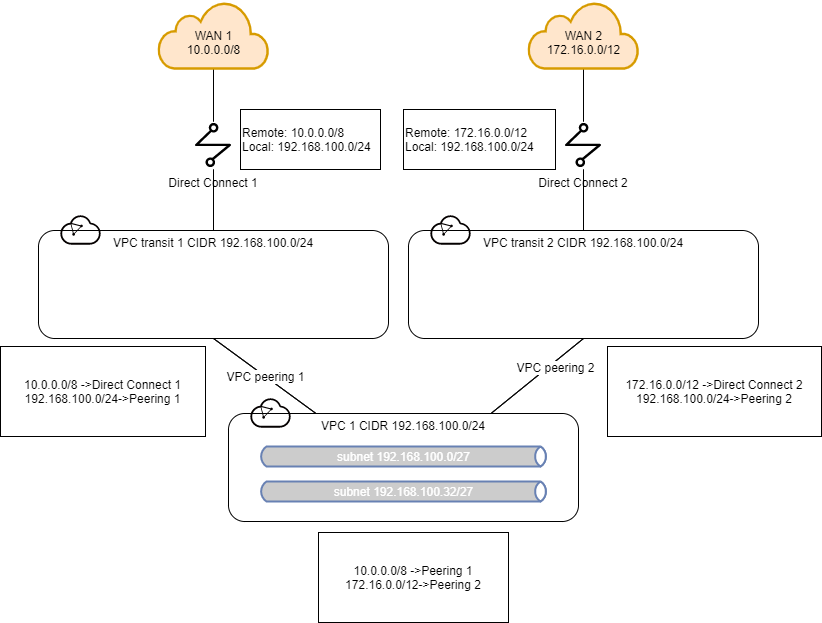 WAN 1
10.0.0.0/8
WAN 2
172.16.0.0/12
Remote: 10.0.0.0/8
Local: 192.168.100.0/24
Remote: 172.16.0.0/12
Local: 192.168.100.0/24
Direct Connect 1
Direct Connect 2
VPC transit 1 CIDR 192.168.100.0/24
VPC transit 2 CIDR 192.168.100.0/24
10.0.0.0/8 ->Direct Connect 1
192.168.100.0/24->Peering 1
VPC peering 1
VPC peering 2
172.16.0.0/12 ->Direct Connect 2
192.168.100.0/24->Peering 2
VPC 1 CIDR 192.168.100.0/24
subnet 192.168.100.0/27
subnet 192.168.100.32/27
10.0.0.0/8 ->Peering 1
172.16.0.0/12->Peering 2